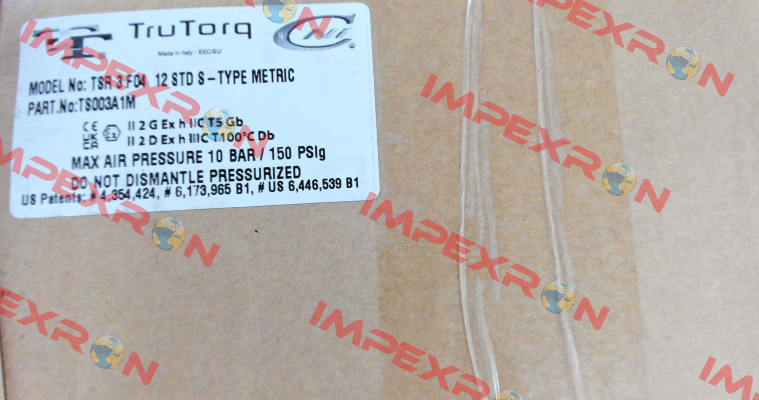 TruTorq
Made In Italy - EEC/EU
MODEL No: TSR 3 F04 12 STD S-TYPE METRIC
PART.No:TS003A1M
CE Ex II 2 G Ex h IIC T5 Gb
UKCA II 2 D Ex h IIIC T100°C Db
MAX AIR PRESSURE 10 BAR / 150 PSIg
DO NOT DISMANTLE PRESSURIZED
US Patents: # 4,354,424, # 6,173,965 B1, # US 6,446,539 B1
IMPEXRON
IMPEXRON
IMPEXRON
IMPEXRON
IMPEXRON